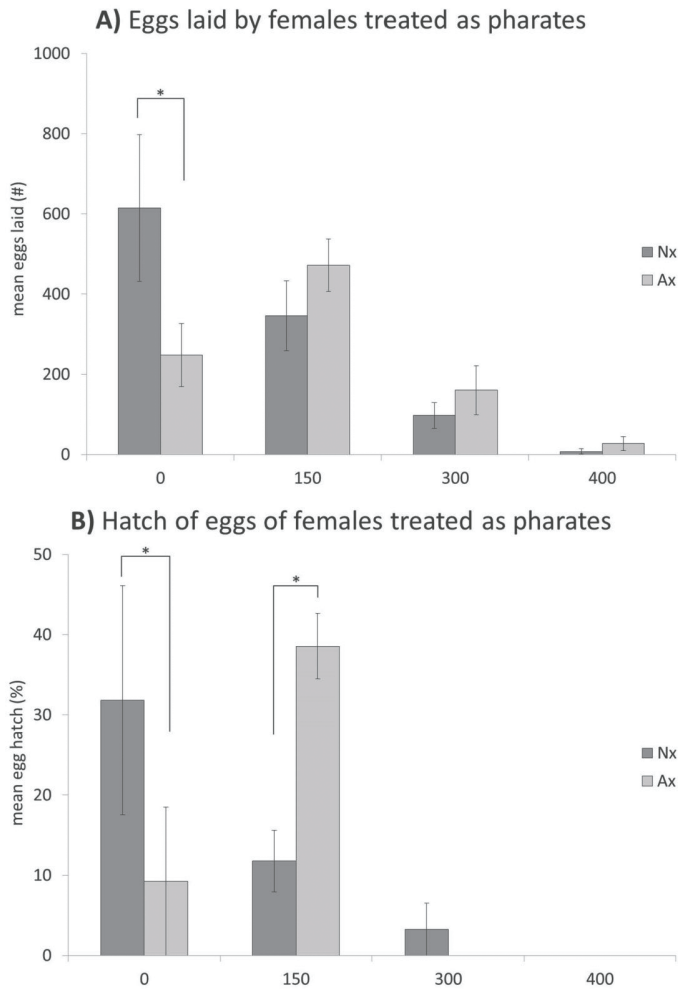 A) Eggs laid by females treated as pharates
1000
800
600
400
200
0
mean eggs laid (#)
*
Nx
Ax
0 150 300 400
B) Hatch of eggs of females treated as pharates
50
40
30
20
10
0
mean egg hatch (%)
* *
Nx
Ax
0 150 300 400